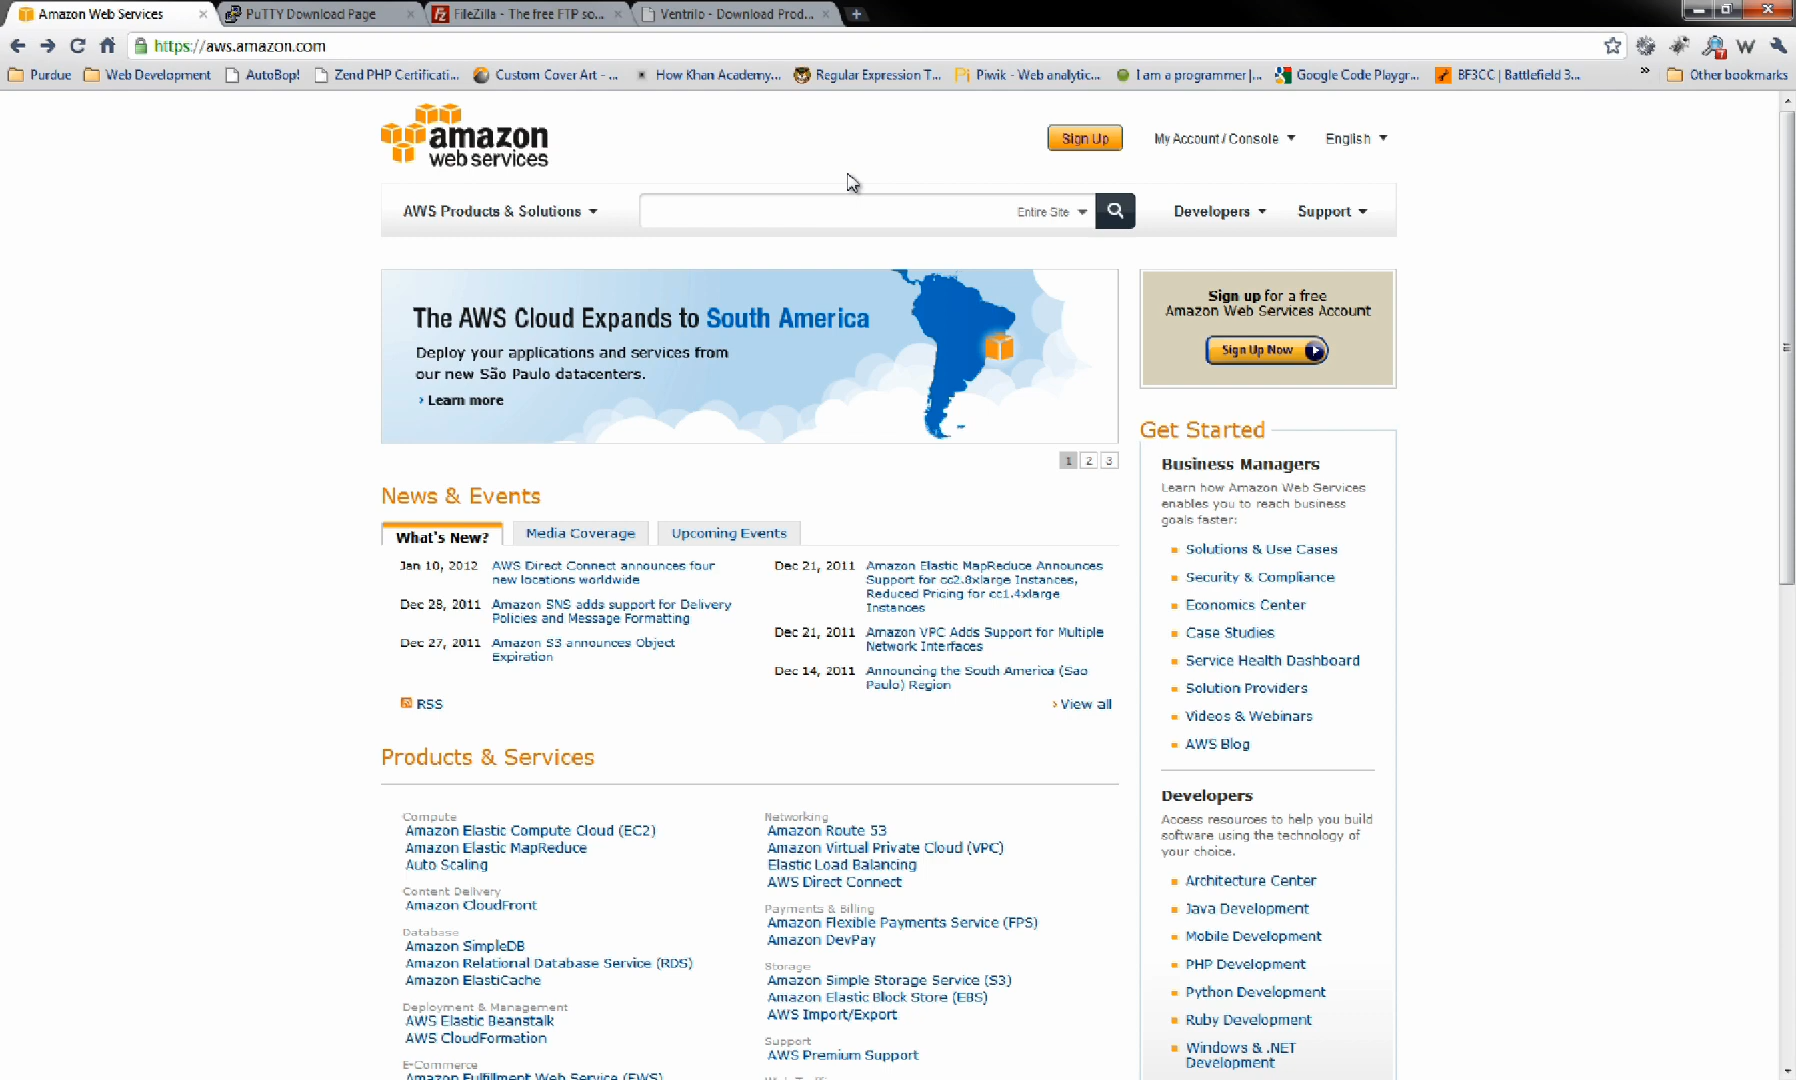 Amazon Web Services
PuTTY Download Page
FileZilla - The free FTP so...
Ventrilo - Download Prod...
https://aws.amazon.com
Purdue
Web Development
AutoBop!
Zend PHP Certificati...
Custom Cover Art - ...
How Khan Academy...
Regular Expression T...
Piwik - Web analytic...
I am a programmer |...
Google Code Playgr...
BF3CC | Battlefield 3...
»
Other bookmarks
amazon
web services
Sign Up
My Account / Console
English
AWS Products & Solutions
Entire Site
Developers
Support
The AWS Cloud Expands to South America
Deploy your applications and services from
our new São Paulo datacenters.
› Learn more
1 2 3
Sign up for a free
Amazon Web Services Account
Sign Up Now
News & Events
What's New?
Media Coverage
Upcoming Events
Jan 10, 2012 AWS Direct Connect announces four
new locations worldwide
Dec 28, 2011 Amazon SNS adds support for Delivery
Policies and Message Formatting
Dec 27, 2011 Amazon S3 announces Object
Expiration
Dec 21, 2011 Amazon Elastic MapReduce Announces
Support for cc2.8xlarge Instances,
Reduced Pricing for cc1.4xlarge
Instances
Dec 21, 2011 Amazon VPC Adds Support for Multiple
Network Interfaces
Dec 14, 2011 Announcing the South America (Sao
Paulo) Region
RSS
› View all
Products & Services
Compute
Amazon Elastic Compute Cloud (EC2)
Amazon Elastic MapReduce
Auto Scaling
Content Delivery
Amazon CloudFront
Database
Amazon SimpleDB
Amazon Relational Database Service (RDS)
Amazon ElastiCache
Deployment & Management
AWS Elastic Beanstalk
AWS CloudFormation
E-Commerce
Amazon Fulfillment Web Service (FWS)
Networking
Amazon Route 53
Amazon Virtual Private Cloud (VPC)
Elastic Load Balancing
AWS Direct Connect
Payments & Billing
Amazon Flexible Payments Service (FPS)
Amazon DevPay
Storage
Amazon Simple Storage Service (S3)
Amazon Elastic Block Store (EBS)
AWS Import/Export
Support
AWS Premium Support
Get Started
Business Managers
Learn how Amazon Web Services
enables you to reach business
goals faster:
Solutions & Use Cases
Security & Compliance
Economics Center
Case Studies
Service Health Dashboard
Solution Providers
Videos & Webinars
AWS Blog
Developers
Access resources to help you build
software using the technology of
your choice.
Architecture Center
Java Development
Mobile Development
PHP Development
Python Development
Ruby Development
Windows & .NET
Development